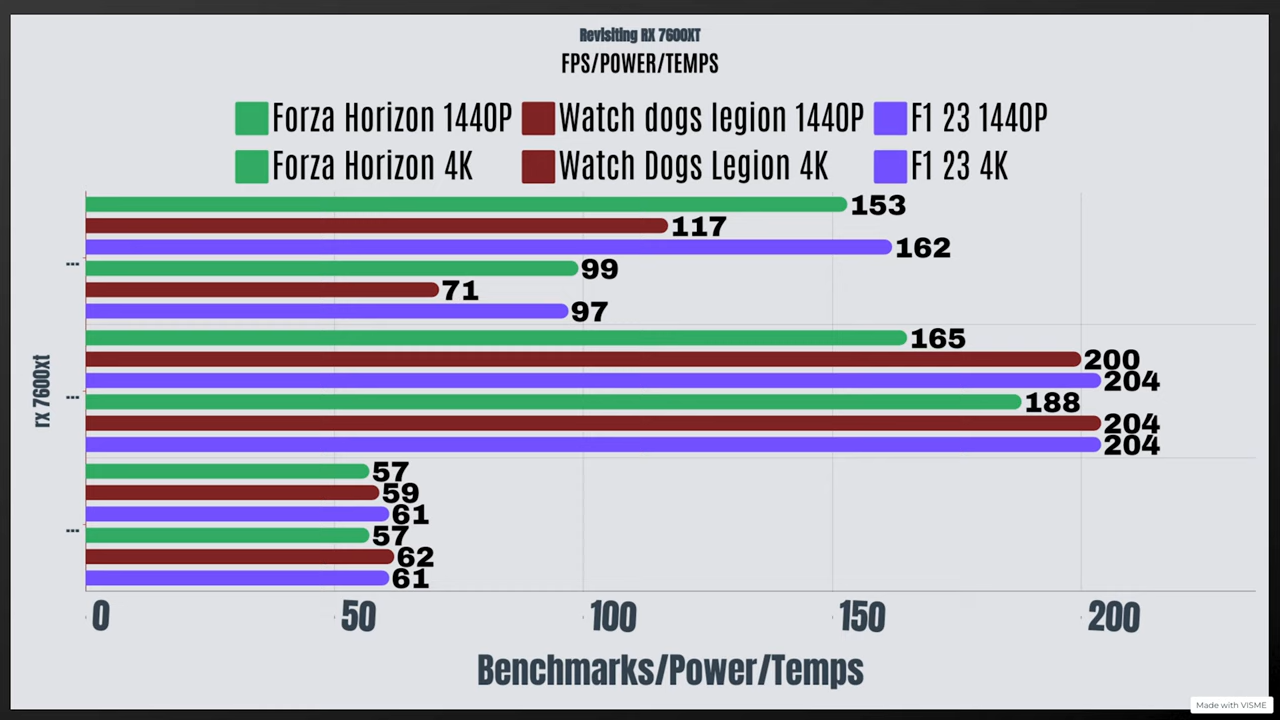 Revisiting RX 7600XT
FPS/POWER/TEMPS
Forza Horizon 1440P Watch dogs legion 1440P F1 23 1440P
Forza Horizon 4K Watch Dogs Legion 4K F1 23 4K
153
117
162
...
99
71
97
165
200
204
...
188
204
204
rx 7600xt
57
59
61
...
57
62
61
0 50 100 150 200
Benchmarks/Power/Temps
Made with VISME